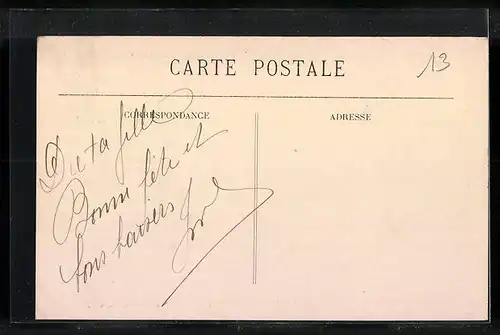 CARTE POSTALE
13
CORRESPONDANCE
ADRESSE
De ta fille
Bonne fête et
bons baisers